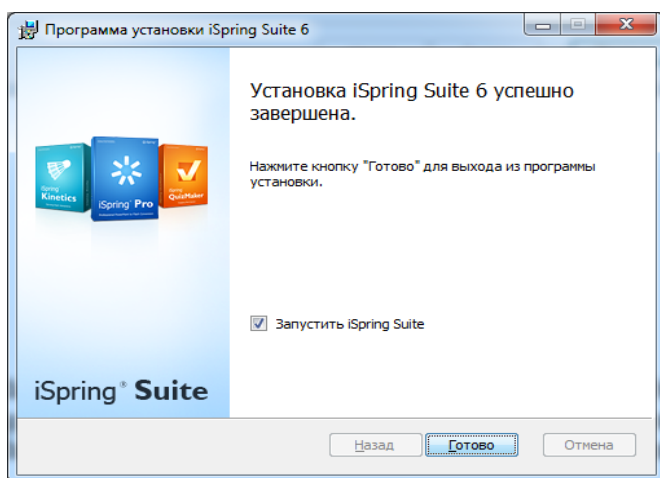 Программа установки iSpring Suite 6
Установка iSpring Suite 6 успешно
завершена.
Нажмите кнопку "Готово" для выхода из программы
установки.
iSpring
Kinetics
iSpring Pro
iSpring
QuizMaker
Запустить iSpring Suite
iSpring® Suite
Назад
Готово
Отмена